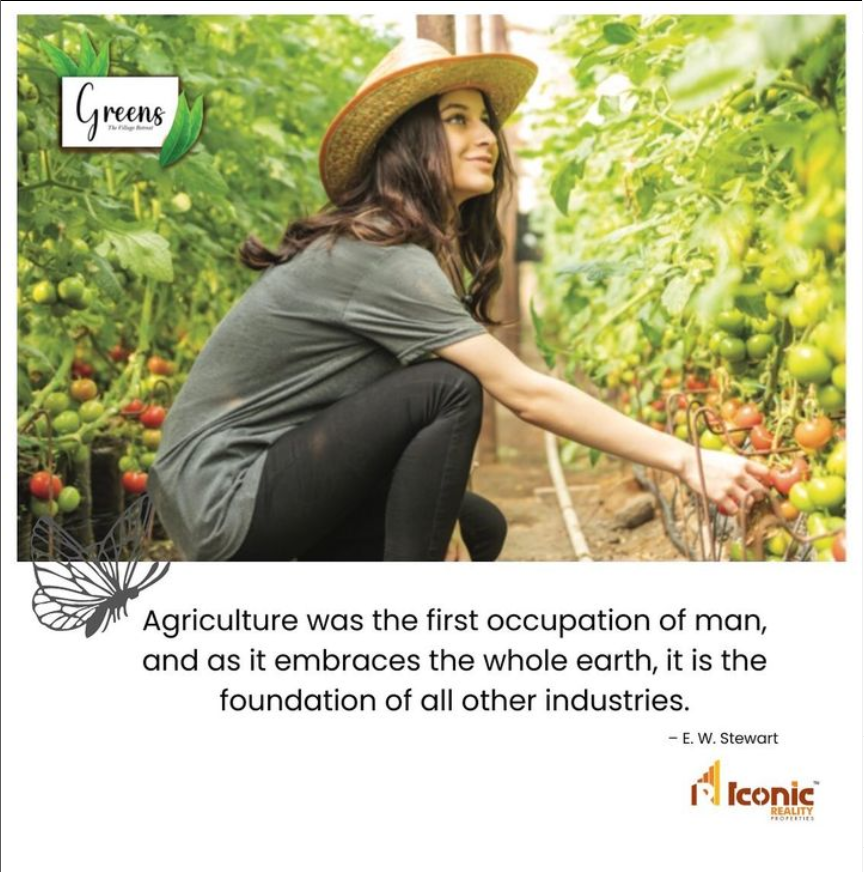 Greens
The Village Retreat
Agriculture was the first occupation of man,
and as it embraces the whole earth, it is the
foundation of all other industries.
– E. W. Stewart
Iconic™
REALITY
PROPERTIES